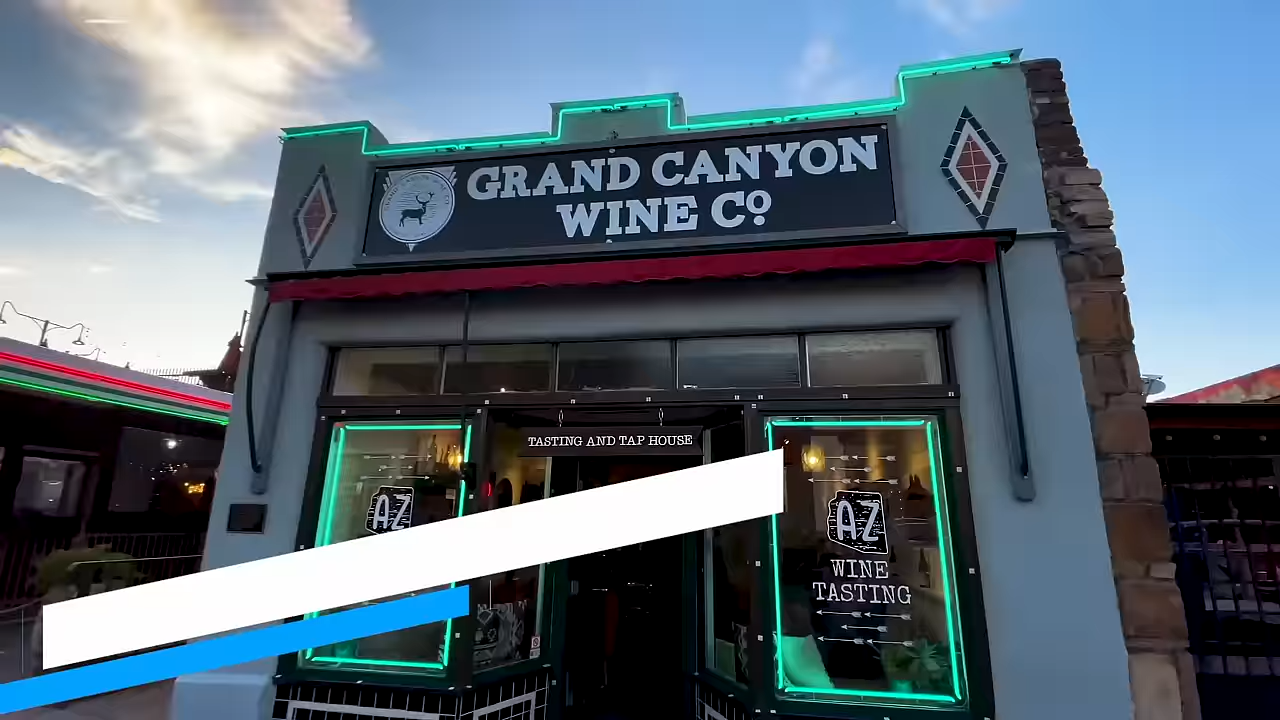 GRAND CANYON
WINE Cº
TASTING AND TAP HOUSE
AZ
AZ
WINE
TASTING